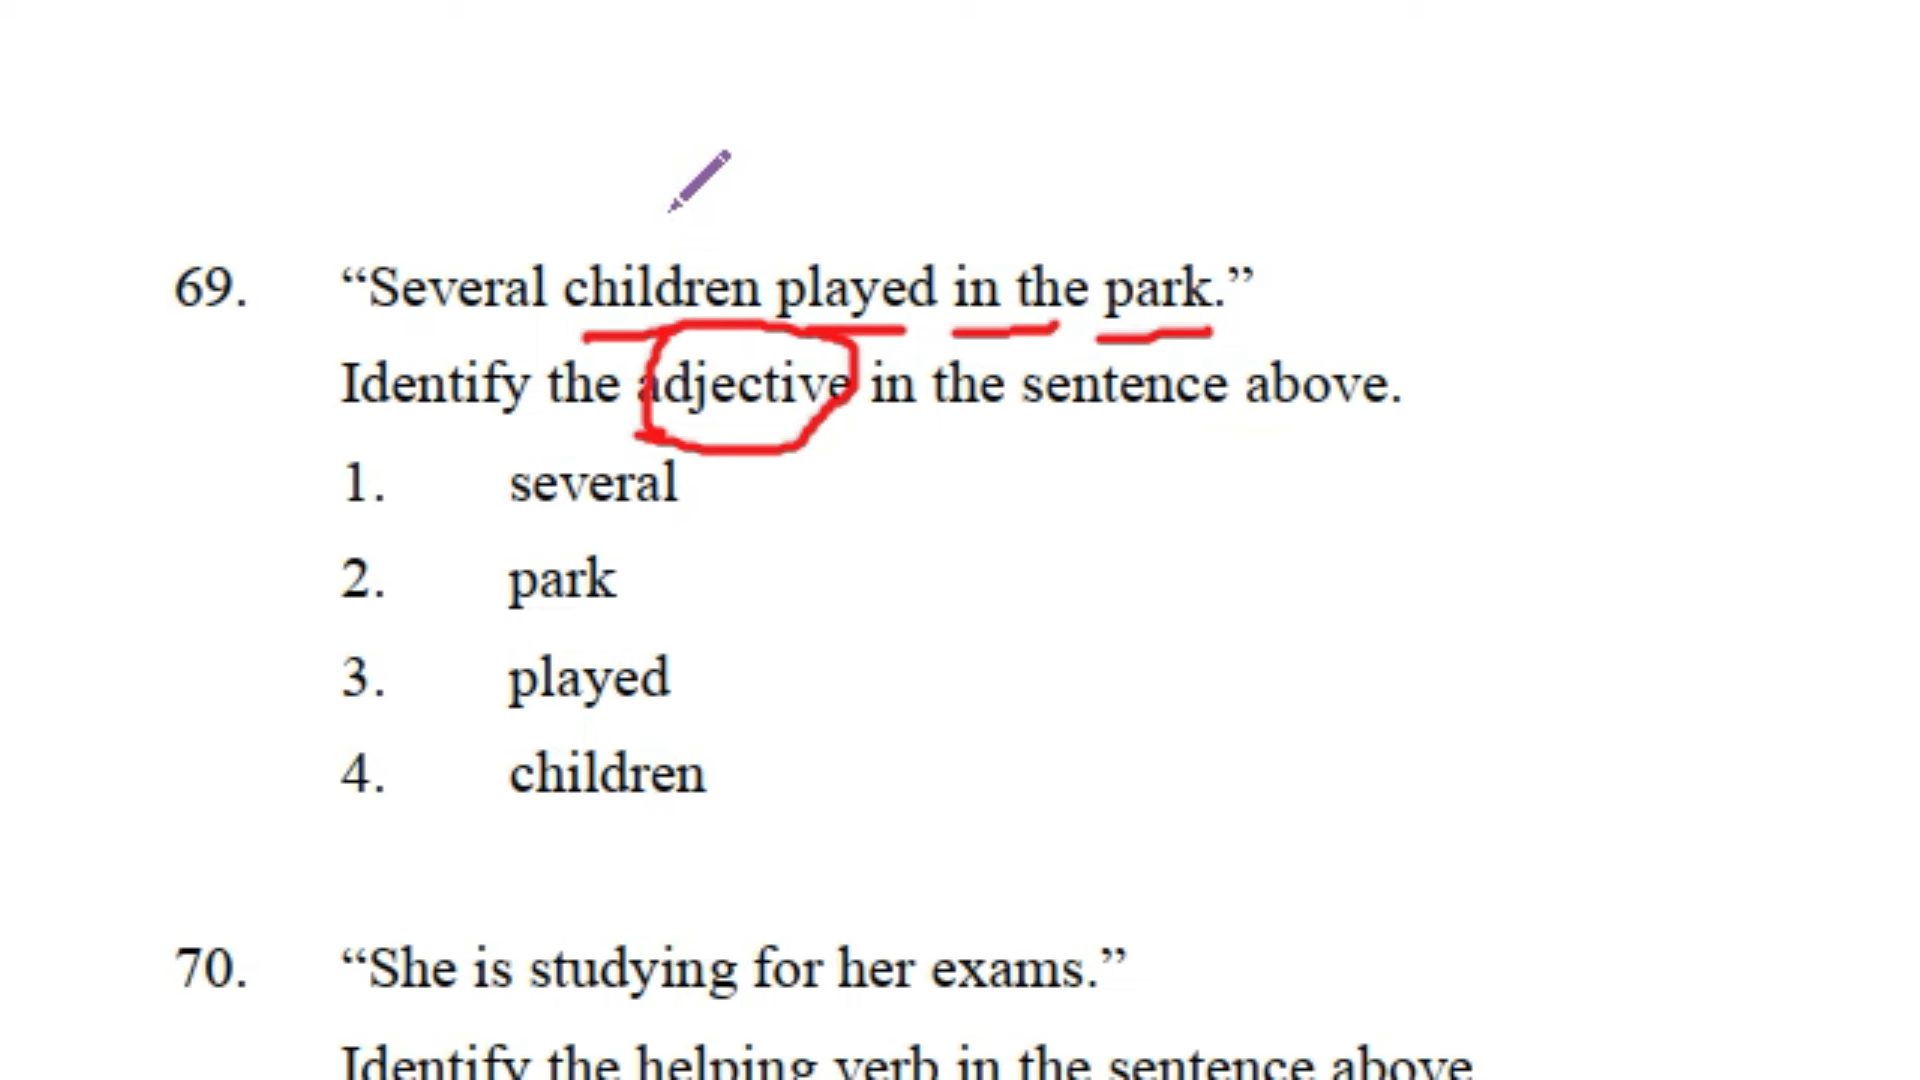 69. “Several children played in the park.”
Identify the adjective in the sentence above.
1. several
2. park
3. played
4. children
70. “She is studying for her exams.”
Identify the helping verb in the sentence above